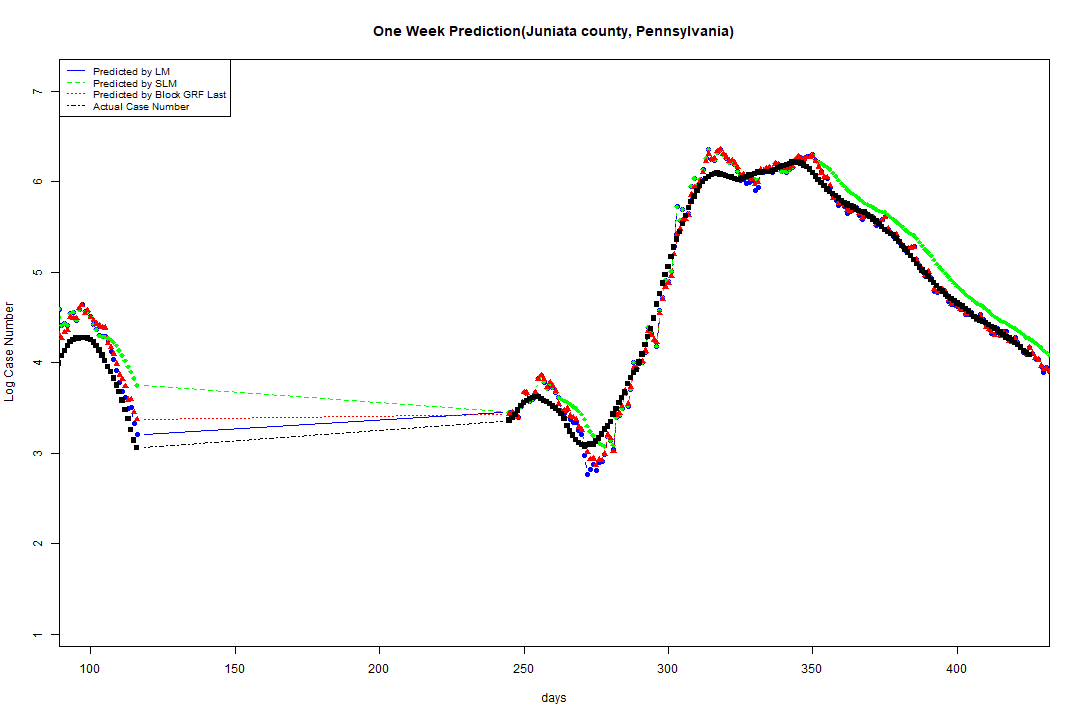 One Week Prediction(Juniata county, Pennsylvania)
Predicted by LM
Predicted by SLM
Predicted by Block GRF Last
Actual Case Number
Log Case Number
7
6
5
4
3
2
1
100 150 200 250 300 350 400
days